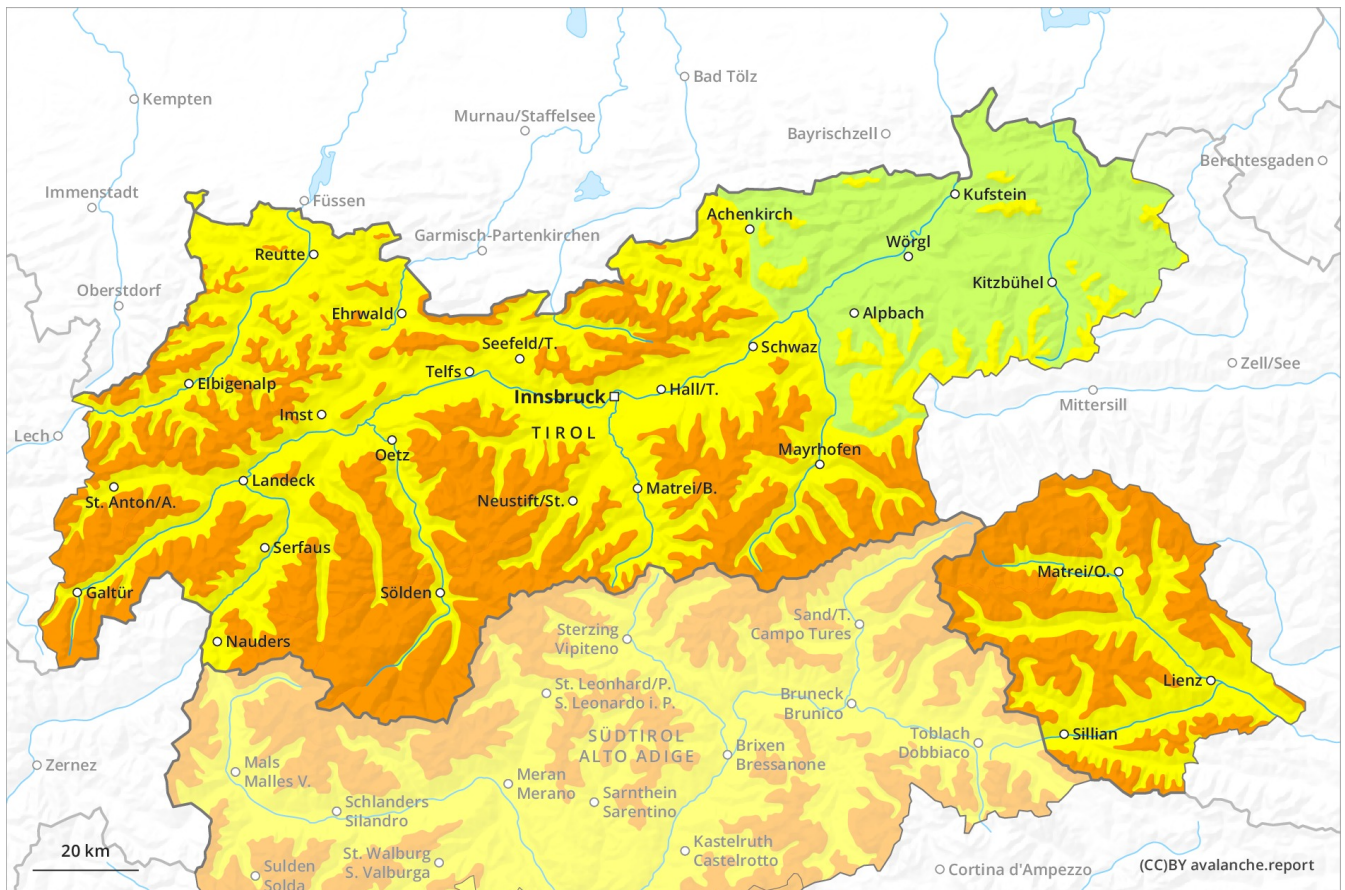 Kempten
Bad Tölz
Murnau/Staffelsee
Bayrischzell
Berchtesgaden
Immenstadt
Füssen
Kufstein
Achenkirch
Garmisch-Partenkirchen
Reutte
Wörgl
Oberstdorf
Kitzbühel
Ehrwald
Alpbach
Seefeld/T.
Schwaz
Zell/See
Telfs
Elbigenalp
Hall/T.
Innsbruck
Mittersill
Imst
TIROL
Lech
Oetz
Mayrhofen
Landeck
Matrei/B.
St. Anton/A.
Neustift/St.
Serfaus
Matrei/O.
Galtür
Sölden
Sand/T.
Campo Tures
Sterzing
Vipiteno
Nauders
Lienz
St. Leonhard/P.
S. Leonardo i. P.
Bruneck
Brunico
SÜDTIROL
ALTO ADIGE
Sillian
Toblach
Dobbiaco
Brixen
Bressanone
Zernez
Mals
Malles V.
Meran
Merano
Sarnthein
Sarentino
Schlanders
Silandro
20 km
St. Walburg
S. Valburga
Kastelruth
Castelrotto
Sulden
Solda
Cortina d'Ampezzo
(CC)BY avalanche.report